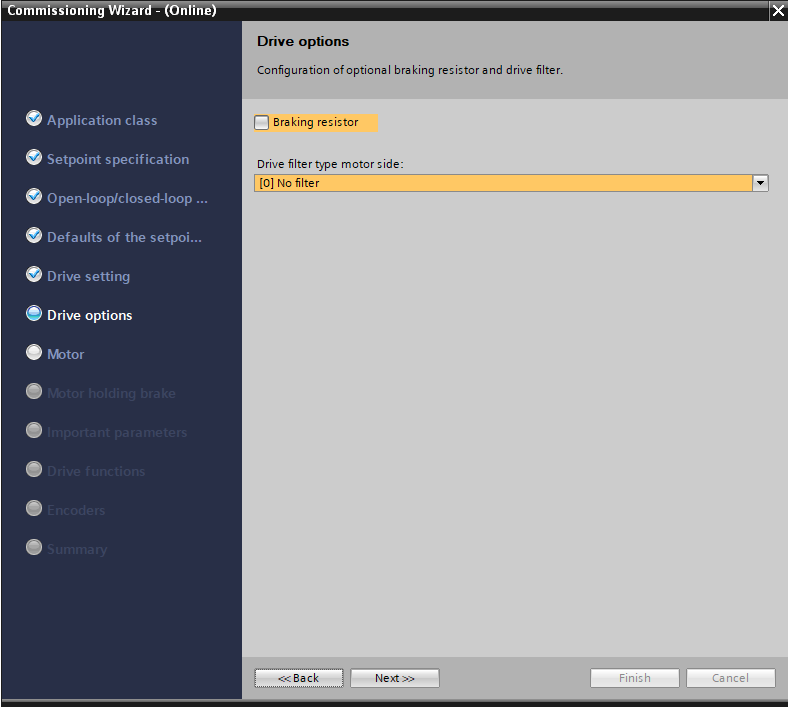 Commissioning Wizard - (Online)
Drive options
Configuration of optional braking resistor and drive filter.
Application class
Setpoint specification
Open-loop/closed-loop ...
Defaults of the setpoi...
Drive setting
Drive options
Motor
Motor holding brake
Important parameters
Drive functions
Encoders
Summary
Braking resistor
Drive filter type motor side:
[0] No filter
<<Back
Next>>
Finish
Cancel